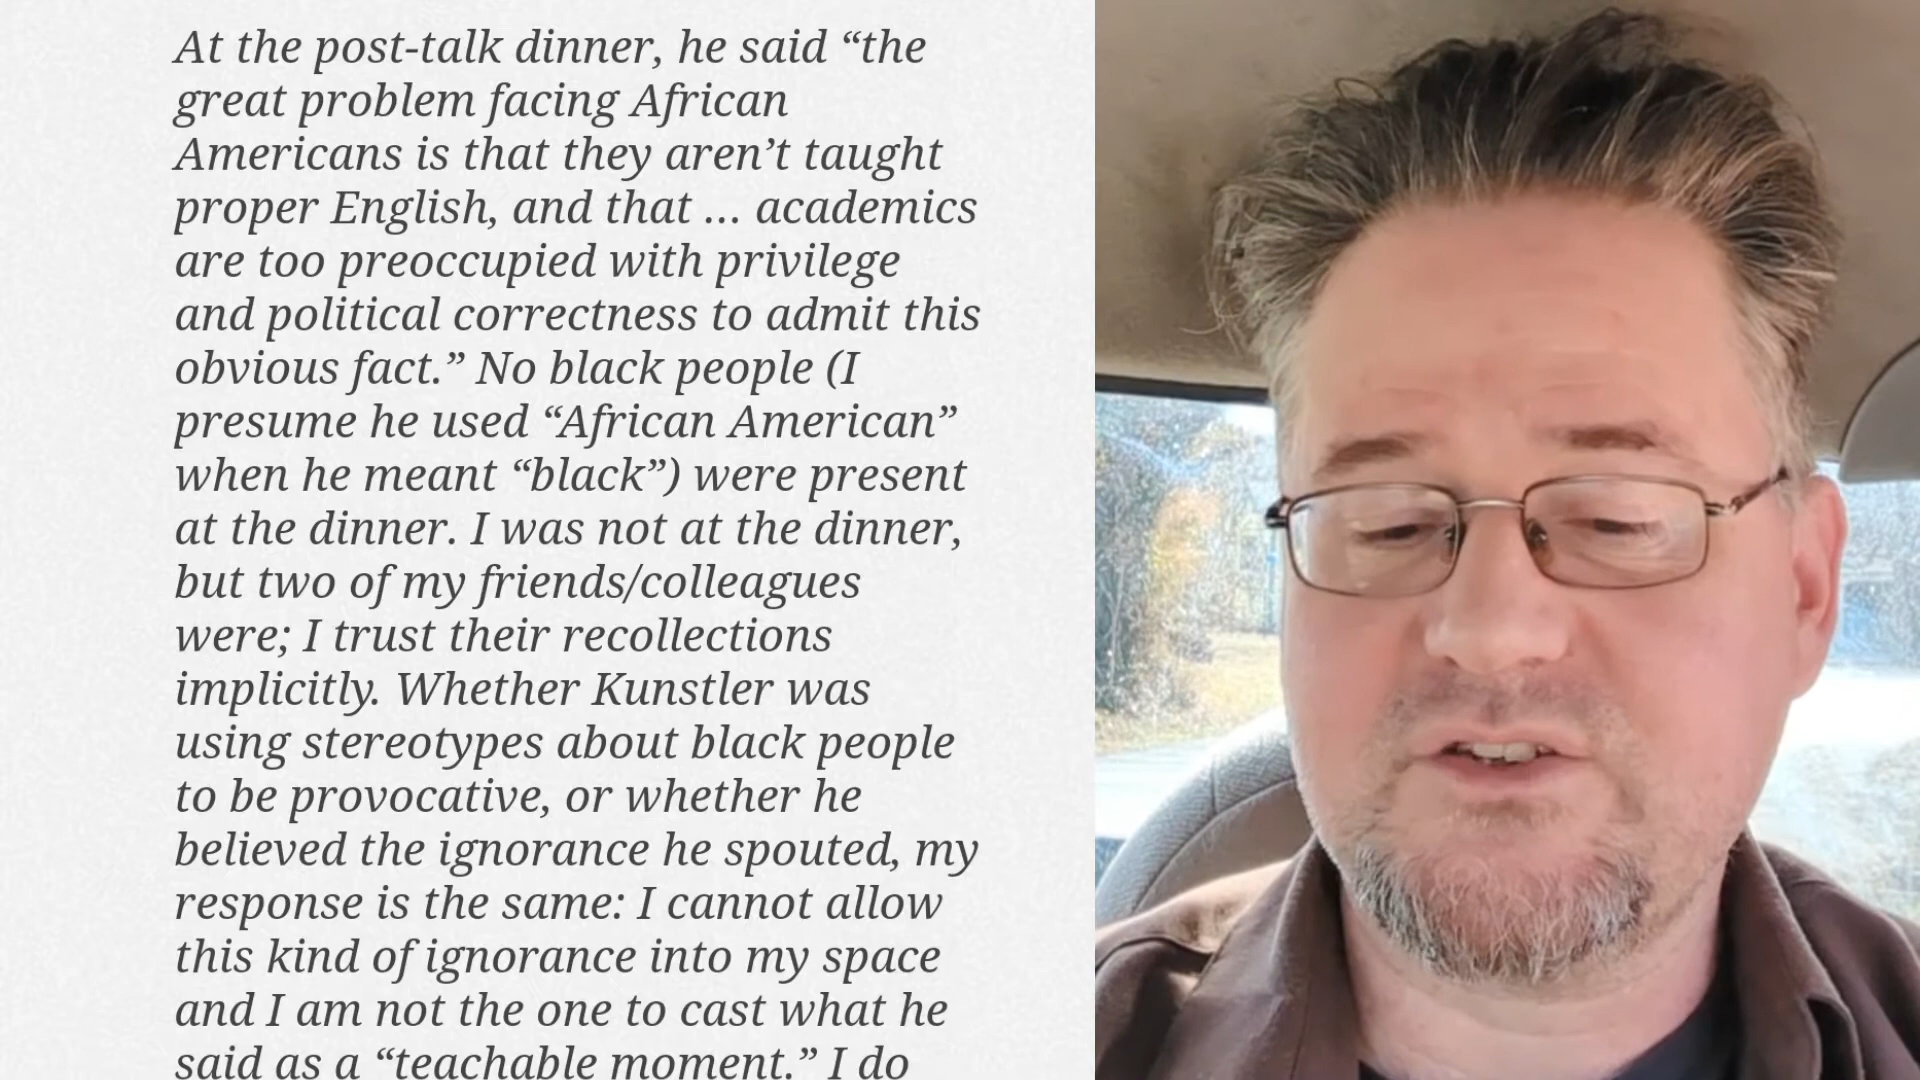 At the post-talk dinner, he said “the
great problem facing African
Americans is that they aren’t taught
proper English, and that … academics
are too preoccupied with privilege
and political correctness to admit this
obvious fact.” No black people (I
presume he used “African American”
when he meant “black”) were present
at the dinner. I was not at the dinner,
but two of my friends/colleagues
were; I trust their recollections
implicitly. Whether Kunstler was
using stereotypes about black people
to be provocative, or whether he
believed the ignorance he spouted, my
response is the same: I cannot allow
this kind of ignorance into my space
and I am not the one to cast what he
said as a “teachable moment.” I do